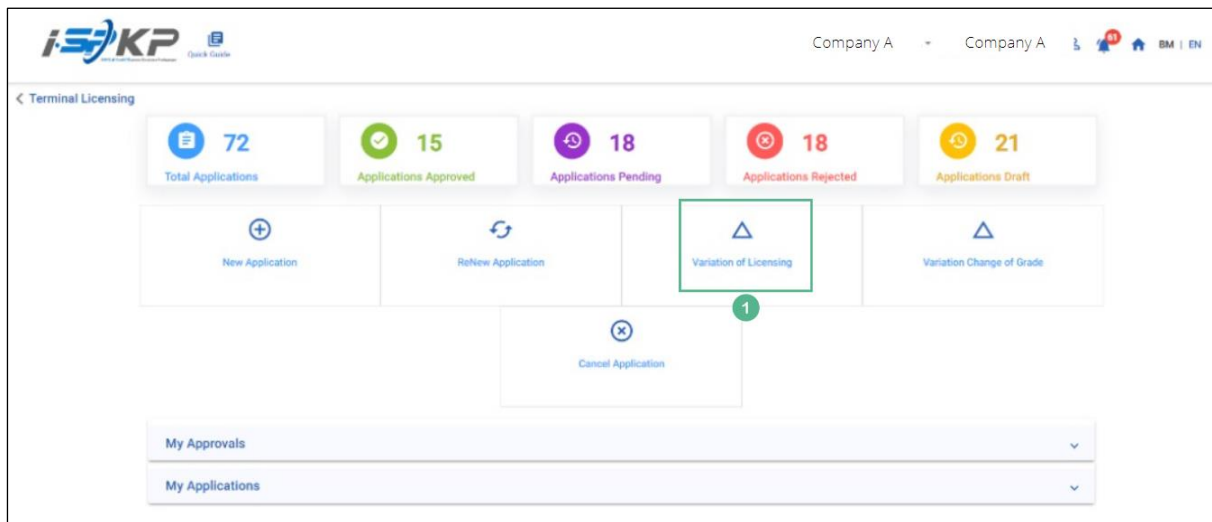 i-SPKP
Quick Guide
Company A - Company A
61
BM | EN
< Terminal Licensing
72
Total Applications
15
Applications Approved
18
Applications Pending
18
Applications Rejected
21
Applications Draft
New Application
ReNew Application
Variation of Licensing
Variation Change of Grade
1
Cancel Application
My Approvals
My Applications